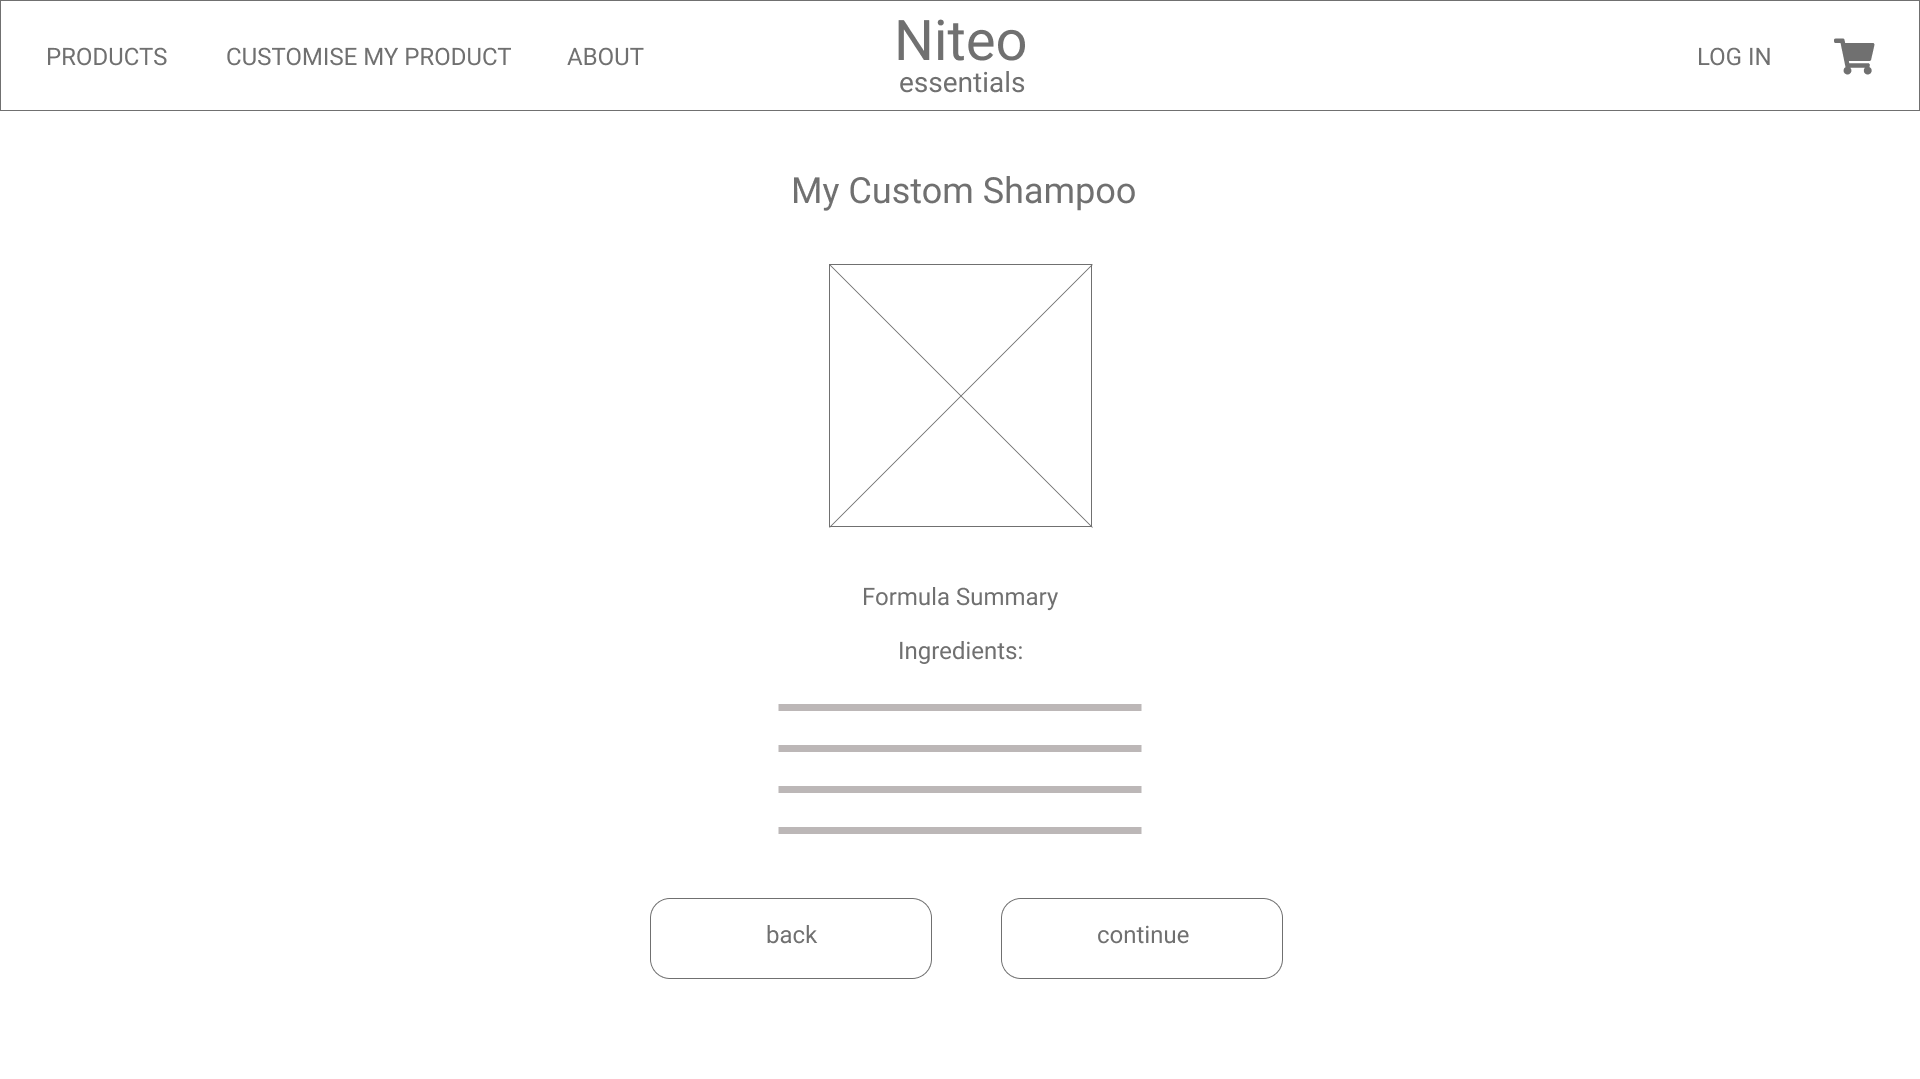 PRODUCTS
CUSTOMISE MY PRODUCT
ABOUT
Niteo
essentials
LOG IN
My Custom Shampoo
Formula Summary
Ingredients:
back
continue